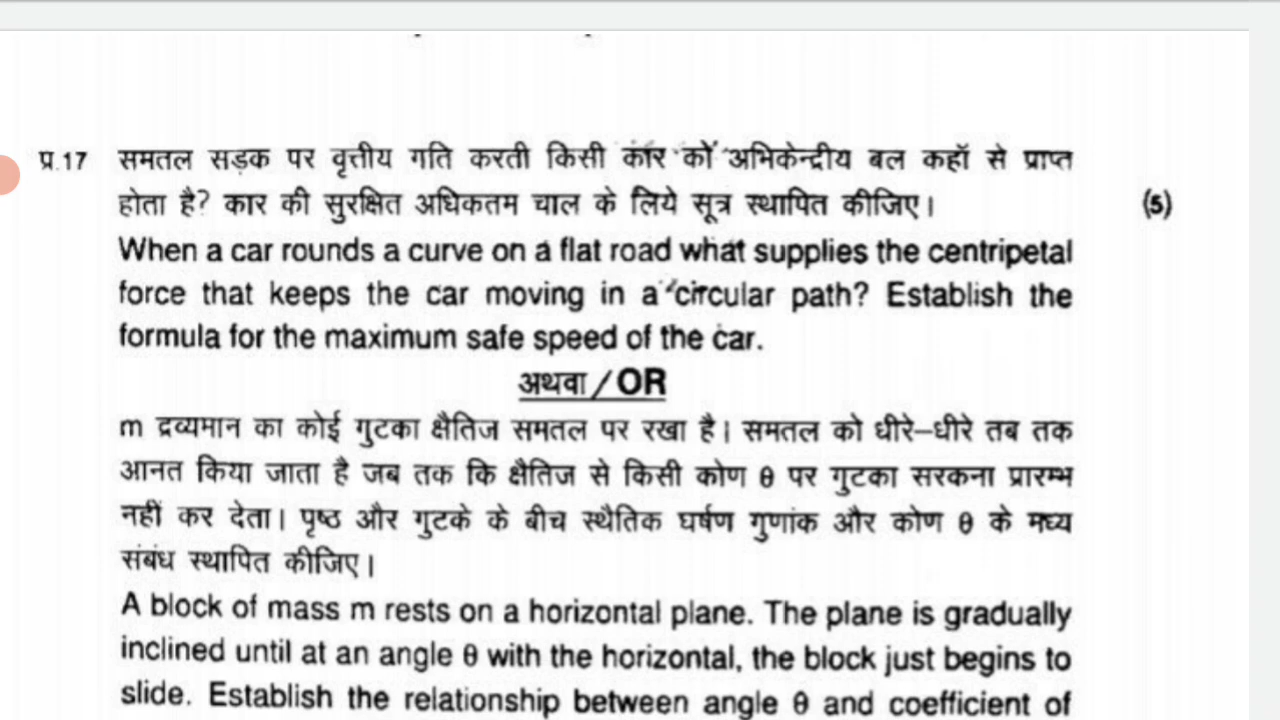 प्र.17 समतल सड़क पर वृत्तीय गति करती किसी कार को अभिकेन्द्रीय बल कहॉ से प्राप्त
होता है? कार की सुरक्षित अधिकतम चाल के लिये सूत्र स्थापित कीजिए। (5)
When a car rounds a curve on a flat road what supplies the centripetal
force that keeps the car moving in a circular path? Establish the
formula for the maximum safe speed of the car.
अथवा / OR
m द्रव्यमान का कोई गुटका क्षैतिज समतल पर रखा है। समतल को धीरे–धीरे तब तक
आनत किया जाता है जब तक कि क्षैतिज से किसी कोण θ पर गुटका सरकना प्रारम्भ
नहीं कर देता। पृष्ठ और गुटके के बीच स्थैतिक घर्षण गुणांक और कोण θ के मध्य
संबंध स्थापित कीजिए।
A block of mass m rests on a horizontal plane. The plane is gradually
inclined until at an angle θ with the horizontal, the block just begins to
slide. Establish the relationship between angle θ and coefficient of